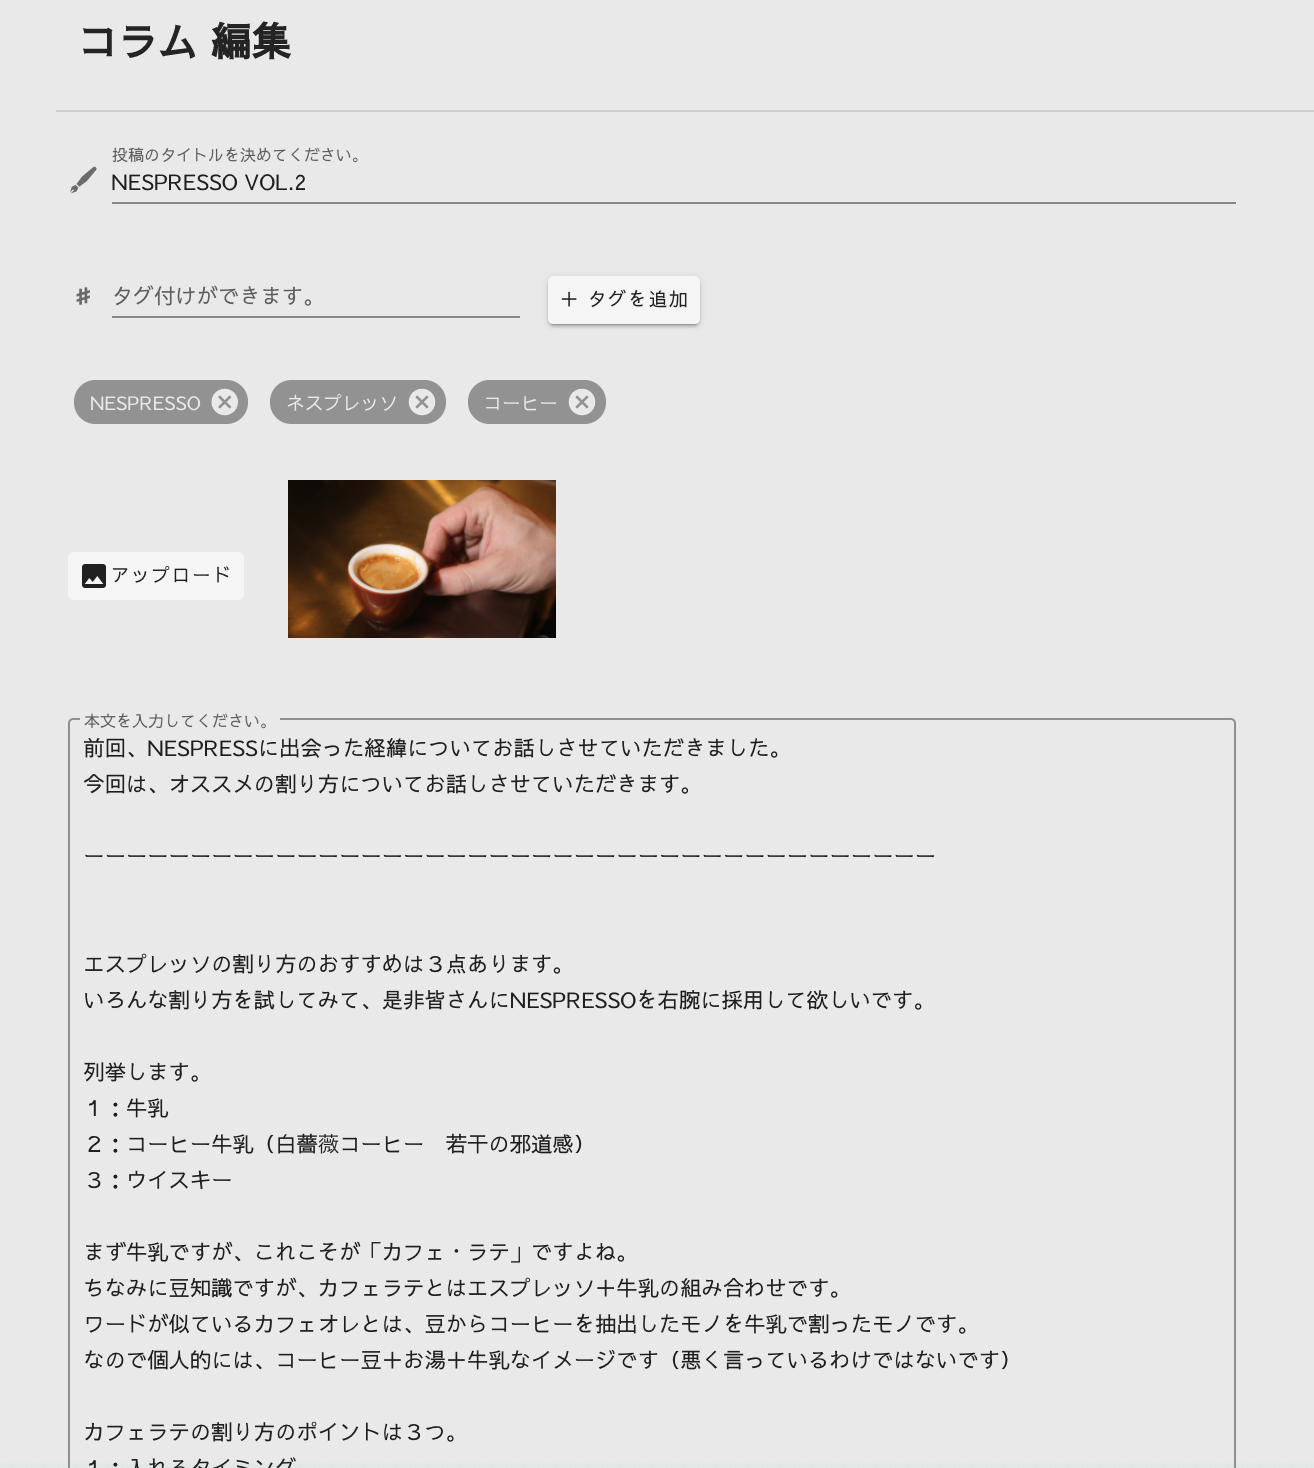 コラム 編集
投稿のタイトルを決めてください。
NESPRESSO VOL.2
# タグ付けができます。
+ タグを追加
NESPRESSO
ネスプレッソ
コーヒー
アップロード
本文を入力してください。
前回、NESPRESSに出会った経緯についてお話しさせていただきました。
今回は、オススメの割り方についてお話しさせていただきます。
ーーーーーーーーーーーーーーーーーーーーーーーーーーーーーーーーーーーーーーーー
エスプレッソの割り方のおすすめは３点あります。
いろんな割り方を試してみて、是非皆さんにNESPRESSOを右腕に採用して欲しいです。
列挙します。
１：牛乳
２：コーヒー牛乳（白薔薇コーヒー　若干の邪道感）
３：ウイスキー
まず牛乳ですが、これこそが「カフェ・ラテ」ですよね。
ちなみに豆知識ですが、カフェラテとはエスプレッソ＋牛乳の組み合わせです。
ワードが似ているカフェオレとは、豆からコーヒーを抽出したモノを牛乳で割ったモノです。
なので個人的には、コーヒー豆＋お湯＋牛乳なイメージです（悪く言っているわけではないです）
カフェラテの割り方のポイントは３つ。
１：入れるタイミング